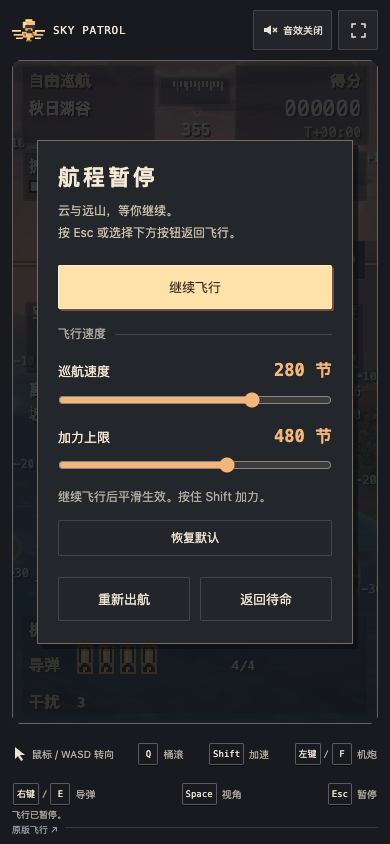 SKY PATROL
音效关闭
自由巡航
得分
秋日湖谷
000000
355
T+00:00
航程暂停
云与远山，等你继续。
按 Esc 或选择下方按钮返回飞行。
继续飞行
飞行速度
巡航速度 280 节
加力上限 480 节
继续飞行后平滑生效。按住 Shift 加力。
恢复默认
重新出航 返回待命
导弹 4/4
干扰 3
鼠标 / WASD 转向 Q 桶滚 Shift 加速 左键 / F 机炮
右键 / E 导弹 Space 视角 Esc 暂停
飞行已暂停。
原版飞行 ↗